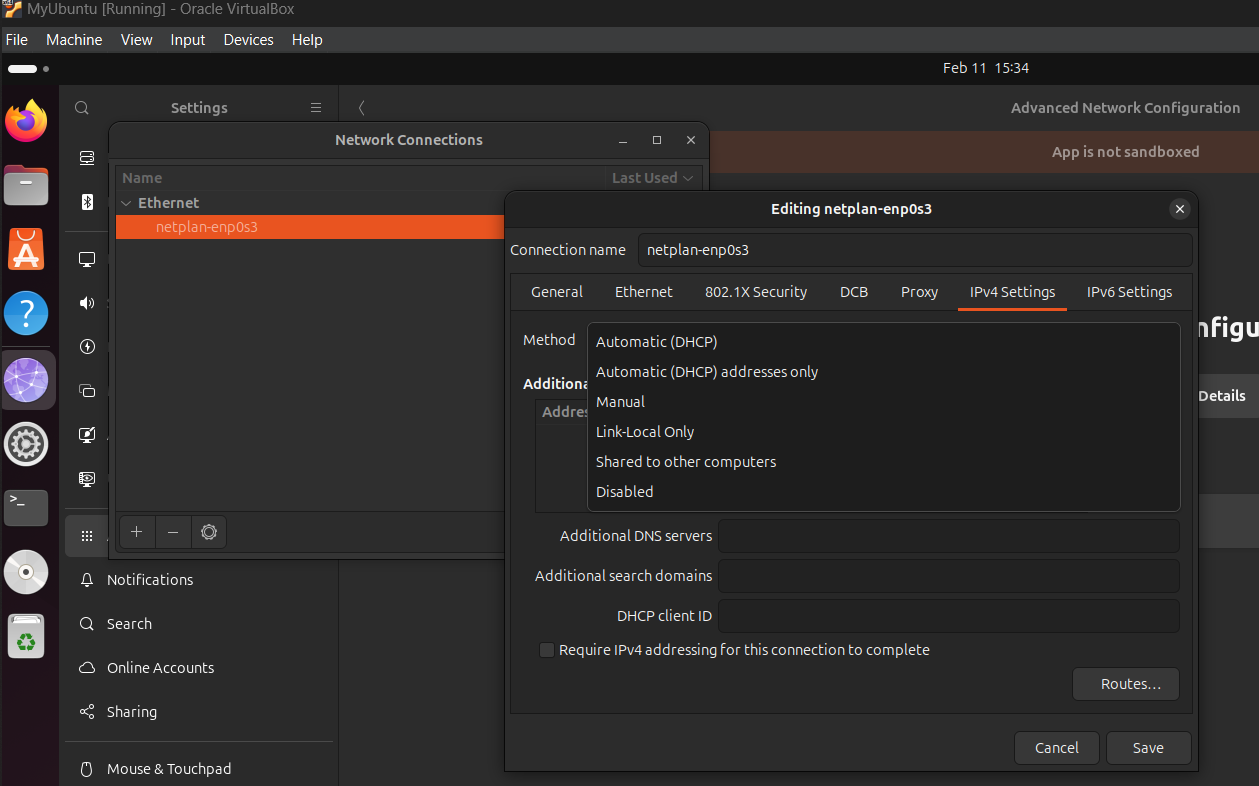 MyUbuntu [Running] - Oracle VirtualBox
File Machine View Input Devices Help
Feb 11 15:34
Settings
Advanced Network Configuration
Network Connections
App is not sandboxed
Name Last Used
Ethernet
netplan-enp0s3
Editing netplan-enp0s3
Connection name netplan-enp0s3
General Ethernet 802.1X Security DCB Proxy IPv4 Settings IPv6 Settings
Method
Automatic (DHCP)
Automatic (DHCP) addresses only
Manual
Link-Local Only
Shared to other computers
Disabled
Additiona
Addres
nfigu
Details
Additional DNS servers
Additional search domains
DHCP client ID
Require IPv4 addressing for this connection to complete
Routes...
Cancel Save
Notifications
Search
Online Accounts
Sharing
Mouse & Touchpad